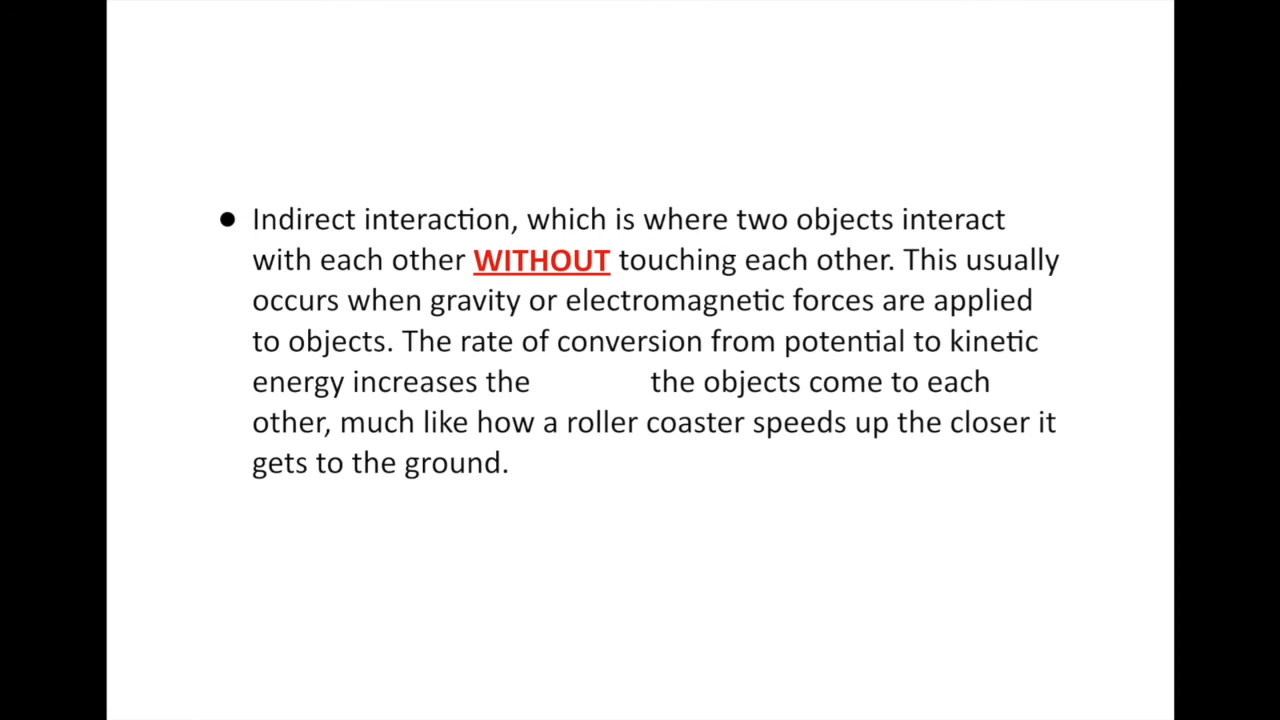 ● Indirect interaction, which is where two objects interact
with each other WITHOUT touching each other. This usually
occurs when gravity or electromagnetic forces are applied
to objects. The rate of conversion from potential to kinetic
energy increases the the objects come to each
other, much like how a roller coaster speeds up the closer it
gets to the ground.